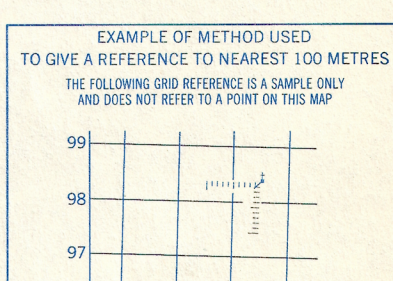 EXAMPLE OF METHOD USED
TO GIVE A REFERENCE TO NEAREST 100 METRES
THE FOLLOWING GRID REFERENCE IS A SAMPLE ONLY
AND DOES NOT REFER TO A POINT ON THIS MAP
99
98
97